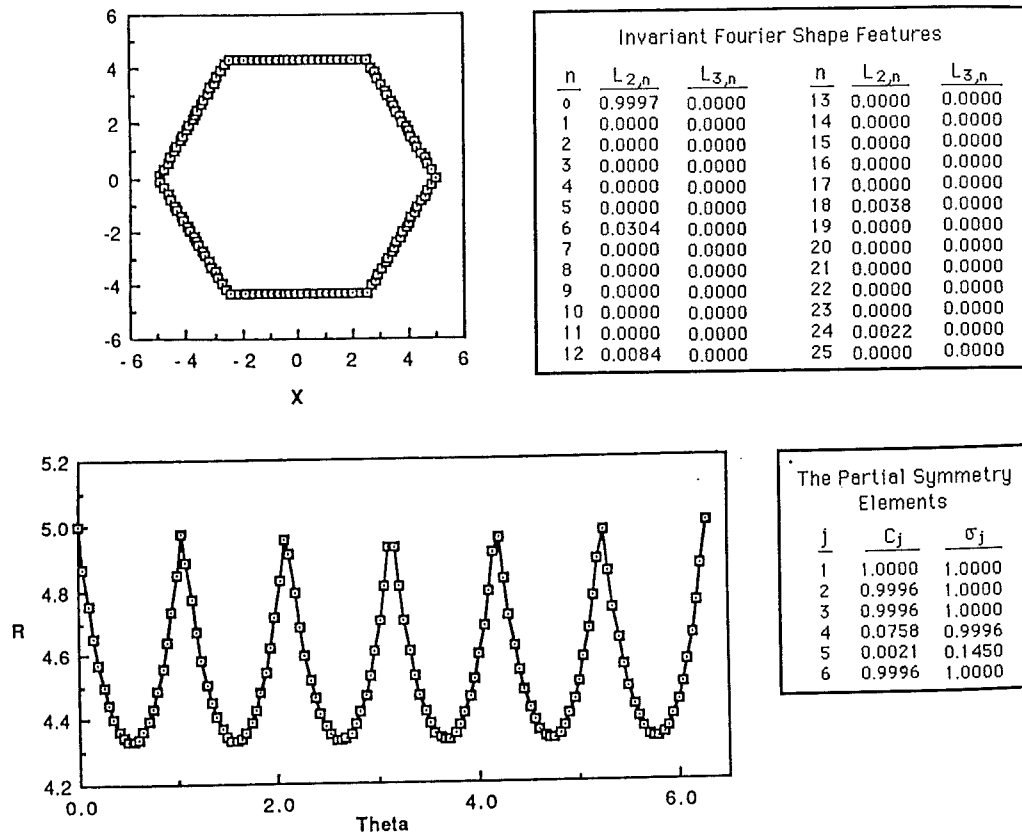 6
4
2
0
-2
-4
-6
-6 -4 -2 0 2 4 6
X
Invariant Fourier Shape Features
n L2,n L3,n n L2,n L3,n
0 0.9997 0.0000 13 0.0000 0.0000
1 0.0000 0.0000 14 0.0000 0.0000
2 0.0000 0.0000 15 0.0000 0.0000
3 0.0000 0.0000 16 0.0000 0.0000
4 0.0000 0.0000 17 0.0000 0.0000
5 0.0000 0.0000 18 0.0038 0.0000
6 0.0304 0.0000 19 0.0000 0.0000
7 0.0000 0.0000 20 0.0000 0.0000
8 0.0000 0.0000 21 0.0000 0.0000
9 0.0000 0.0000 22 0.0000 0.0000
10 0.0000 0.0000 23 0.0000 0.0000
11 0.0000 0.0000 24 0.0022 0.0000
12 0.0084 0.0000 25 0.0000 0.0000
5.2
5.0
4.8
R
4.6
4.4
4.2
0.0 2.0 4.0 6.0
Theta
The Partial Symmetry
Elements
j Cj σj
1 1.0000 1.0000
2 0.9996 1.0000
3 0.9996 1.0000
4 0.0758 0.9996
5 0.0021 0.1450
6 0.9996 1.0000